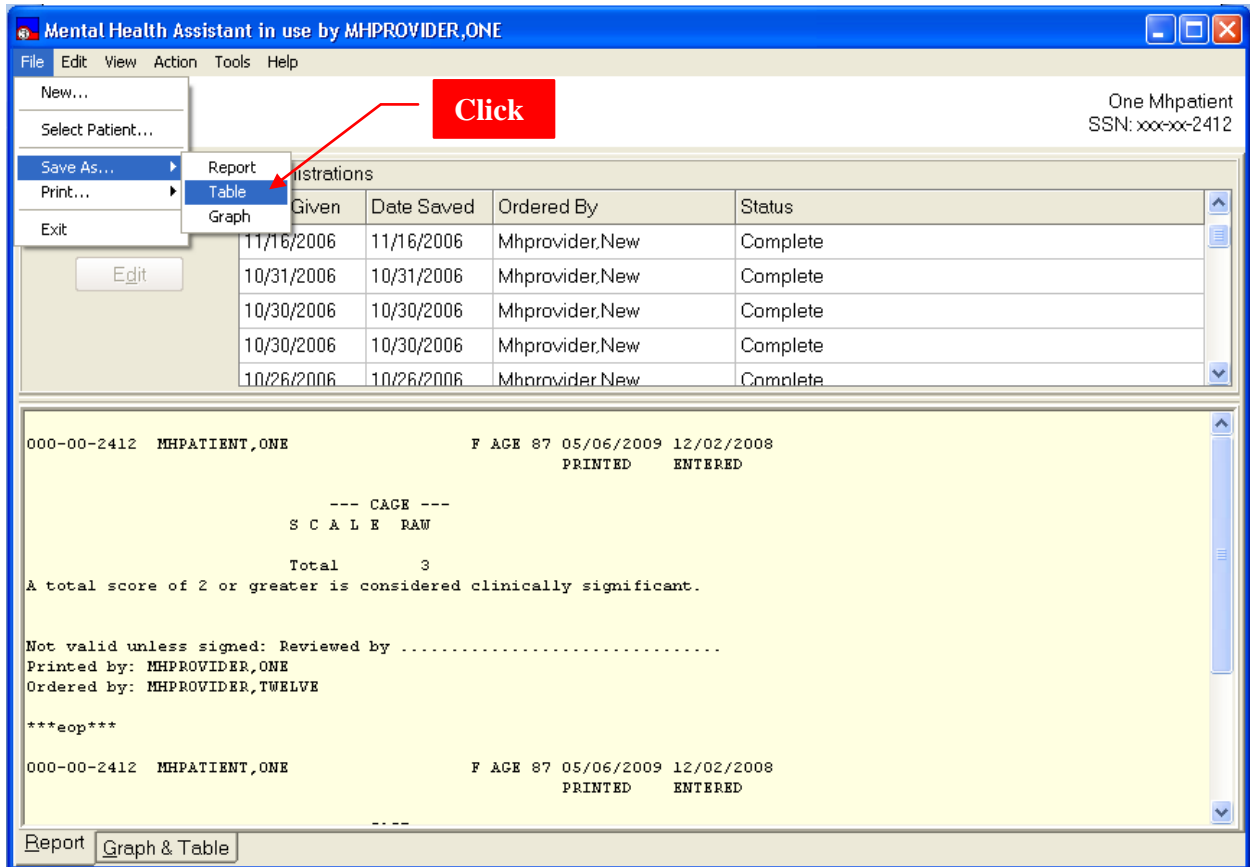 Mental Health Assistant in use by MHPROVIDER,ONE
File Edit View Action Tools Help
New...
Select Patient...
Save As...
Print...
Exit
Report
Table
Graph
Click
One Mhpatient
SSN: xxx-xx-2412
Edit
Given Date Saved Ordered By Status
11/16/2006 11/16/2006 Mhprovider,New Complete
10/31/2006 10/31/2006 Mhprovider,New Complete
10/30/2006 10/30/2006 Mhprovider,New Complete
10/30/2006 10/30/2006 Mhprovider,New Complete
10/26/2006 10/26/2006 Mhprovider,New Complete
000-00-2412 MHPATIENT,ONE F AGE 87 05/06/2009 12/02/2008
PRINTED ENTERED
--- CAGE ---
S C A L E RAW
Total 3
A total score of 2 or greater is considered clinically significant.
Not valid unless signed: Reviewed by ................................
Printed by: MHPROVIDER,ONE
Ordered by: MHPROVIDER,TWELVE
***eop***
000-00-2412 MHPATIENT,ONE F AGE 87 05/06/2009 12/02/2008
PRINTED ENTERED
Report Graph & Table